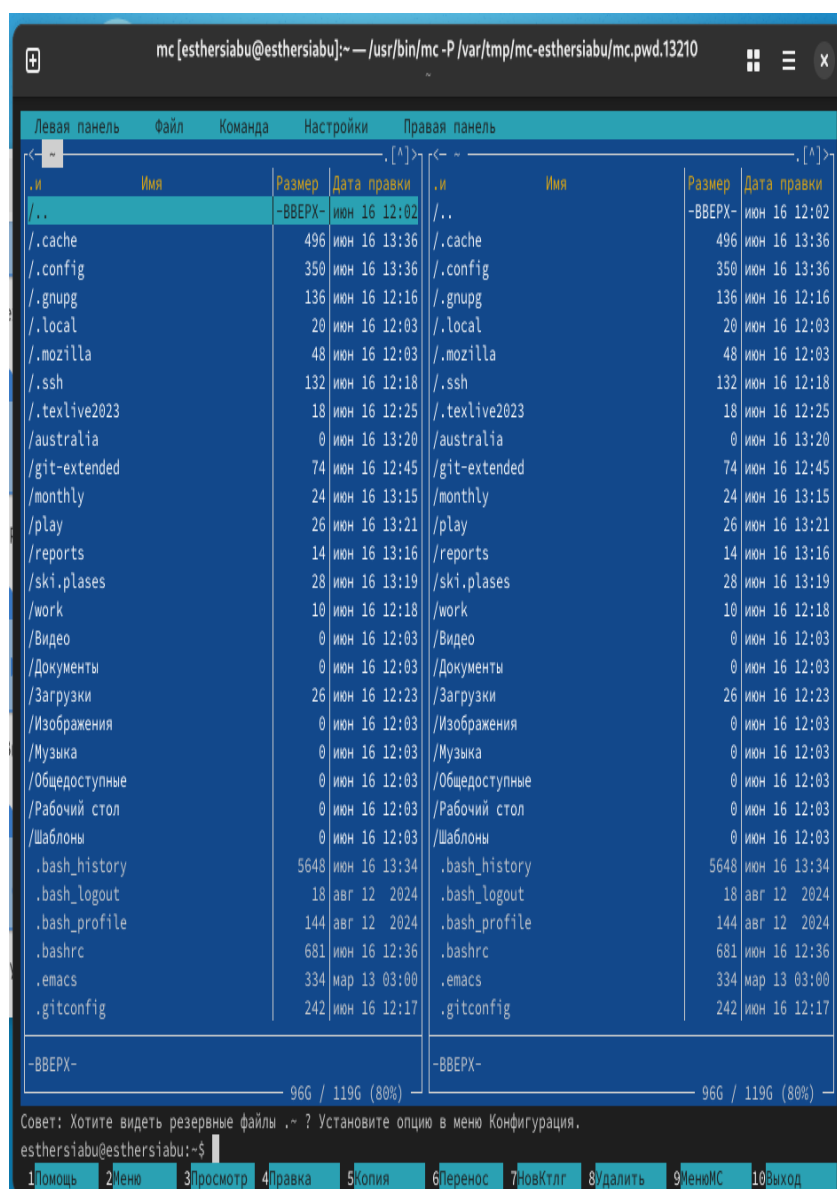 mc [esthersiabu@esthersiabu]:~ — /usr/bin/mc -P /var/tmp/mc-esthersiabu/mc.pwd.13210
~
Левая панель Файл Команда Настройки Правая панель
<- ~ .[^]> <- ~ .[^]>
.и Имя Размер Дата правки .и Имя Размер Дата правки
/.. -ВВЕРХ- июн 16 12:02 /.. -ВВЕРХ- июн 16 12:02
/.cache 496 июн 16 13:36 /.cache 496 июн 16 13:36
/.config 350 июн 16 13:36 /.config 350 июн 16 13:36
/.gnupg 136 июн 16 12:16 /.gnupg 136 июн 16 12:16
/.local 20 июн 16 12:03 /.local 20 июн 16 12:03
/.mozilla 48 июн 16 12:03 /.mozilla 48 июн 16 12:03
/.ssh 132 июн 16 12:18 /.ssh 132 июн 16 12:18
/.texlive2023 18 июн 16 12:25 /.texlive2023 18 июн 16 12:25
/australia 0 июн 16 13:20 /australia 0 июн 16 13:20
/git-extended 74 июн 16 12:45 /git-extended 74 июн 16 12:45
/monthly 24 июн 16 13:15 /monthly 24 июн 16 13:15
/play 26 июн 16 13:21 /play 26 июн 16 13:21
/reports 14 июн 16 13:16 /reports 14 июн 16 13:16
/ski.plases 28 июн 16 13:19 /ski.plases 28 июн 16 13:19
/work 10 июн 16 12:18 /work 10 июн 16 12:18
/Видео 0 июн 16 12:03 /Видео 0 июн 16 12:03
/Документы 0 июн 16 12:03 /Документы 0 июн 16 12:03
/Загрузки 26 июн 16 12:23 /Загрузки 26 июн 16 12:23
/Изображения 0 июн 16 12:03 /Изображения 0 июн 16 12:03
/Музыка 0 июн 16 12:03 /Музыка 0 июн 16 12:03
/Общедоступные 0 июн 16 12:03 /Общедоступные 0 июн 16 12:03
/Рабочий стол 0 июн 16 12:03 /Рабочий стол 0 июн 16 12:03
/Шаблоны 0 июн 16 12:03 /Шаблоны 0 июн 16 12:03
.bash_history 5648 июн 16 13:34 .bash_history 5648 июн 16 13:34
.bash_logout 18 авг 12 2024 .bash_logout 18 авг 12 2024
.bash_profile 144 авг 12 2024 .bash_profile 144 авг 12 2024
.bashrc 681 июн 16 12:36 .bashrc 681 июн 16 12:36
.emacs 334 мар 13 03:00 .emacs 334 мар 13 03:00
.gitconfig 242 июн 16 12:17 .gitconfig 242 июн 16 12:17
-ВВЕРХ- -ВВЕРХ-
96G / 119G (80%) 96G / 119G (80%)
Совет: Хотите видеть резервные файлы .~ ? Установите опцию в меню Конфигурация.
esthersiabu@esthersiabu:~$
1Помощь 2Меню 3Просмотр 4Правка 5Копия 6Перенос 7НовКтлг 8Удалить 9МенюМС 10Выход